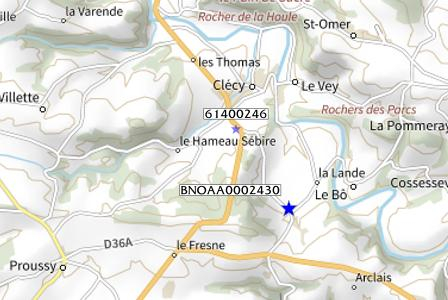 la Varende
Rocher de la Houle
St-Omer
les Thomas
Clécy
Le Vey
Villette
Rochers des Parcs
61400246
La Pommeray
le Hameau Sébire
la Lande
Cossessev
BNOAA0002430
Le Bô
D36A
le Fresne
Proussy
Arclais